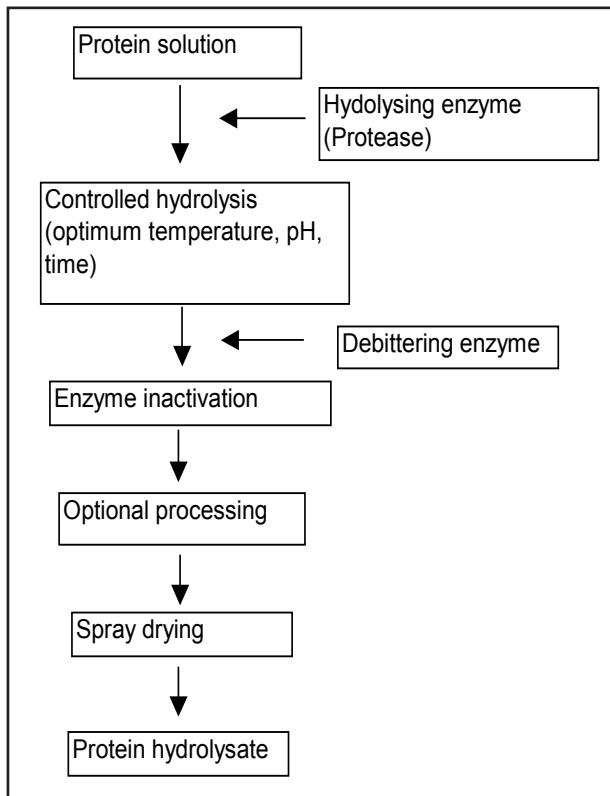 Protein solution
Hydolysing enzyme
(Protease)
Controlled hydrolysis
(optimum temperature, pH,
time)
Debittering enzyme
Enzyme inactivation
Optional processing
Spray drying
Protein hydrolysate